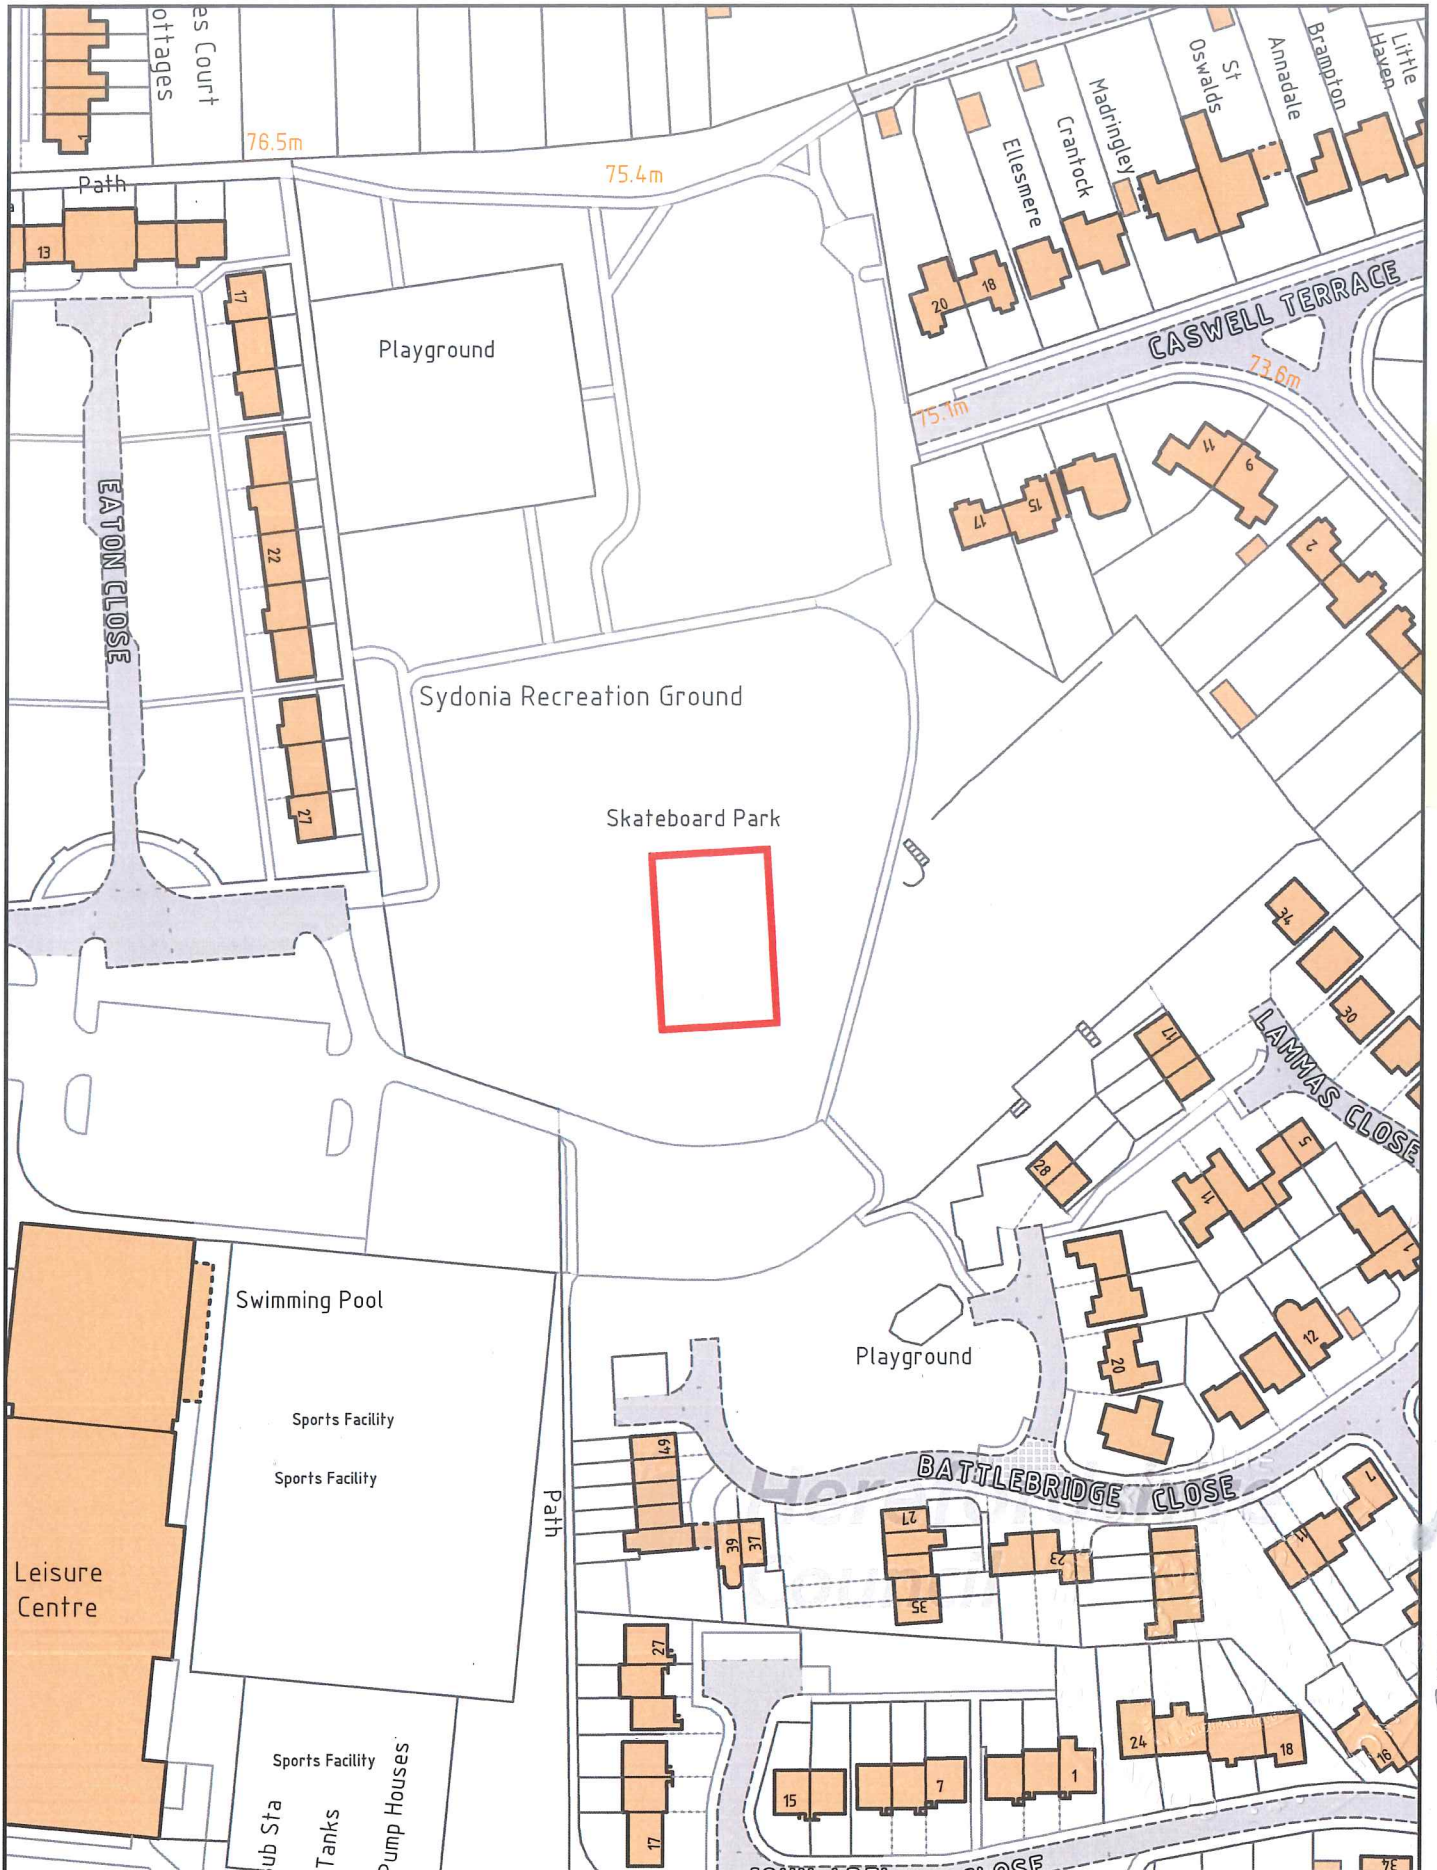 es Court
ottages
1
76.5m
75.4m
Path
13
17
22
27
EATON CLOSE
Playground
Little
Haven
Brampton
Annadale
St
Oswalds
Madringley
Crantock
Ellesmere
18
20
CASWELL TERRACE
73.6m
75.1m
17
15
11
9
2
Sydonia Recreation Ground
Skateboard Park
34
30
17
LAMMAS CLOSE
28
5
11
1
12
20
Swimming Pool
Playground
Sports Facility
Sports Facility
Path
BATTLEBRIDGE CLOSE
49
39
37
27
35
23
7
11
Leisure
Centre
27
17
Sports Facility
ub Sta
Tanks
Pump Houses
15
7
1
24
18
16
34